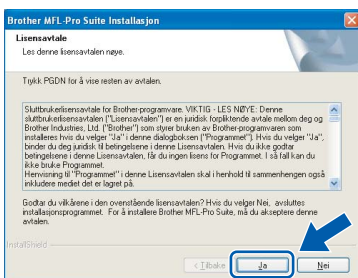 Brother MFL-Pro Suite Installasjon
Lisensavtale
Les denne lisensavtalen nøye.
Trykk PGDN for å vise resten av avtalen.
Sluttbrukerlisensavtale for Brother-programvare. VIKTIG - LES NØYE: Denne
sluttbrukerlisensavtalen ("Lisensavtalen") er en juridisk forpliktende avtale mellom deg og
Brother Industries, Ltd. ("Brother") som styrer bruken av Brother-programvaren som
installeres hvis du velger "Ja" i denne dialogboksen ("Programmet"). Hvis du velger "Ja",
binder du deg juridisk til betingelsene i denne Lisensavtalen. Hvis du ikke godtar
betingelsene i denne Lisensavtalen, får du ingen lisens for Programmet. I så fall kan du
ikke bruke Programmet.
Henvisning til "Programmet" i denne Lisensavtalen skal i henhold til sammenhengen også
inkludere mediet det er lagret på.
Godtar du vilkårene i den ovenstående lisensavtalen? Hvis du velger Nei, avsluttes
installasjonsprogrammet. For å installere Brother MFL-Pro Suite, må du akseptere denne
avtalen.
InstallShield
< Tilbake Ja Nei